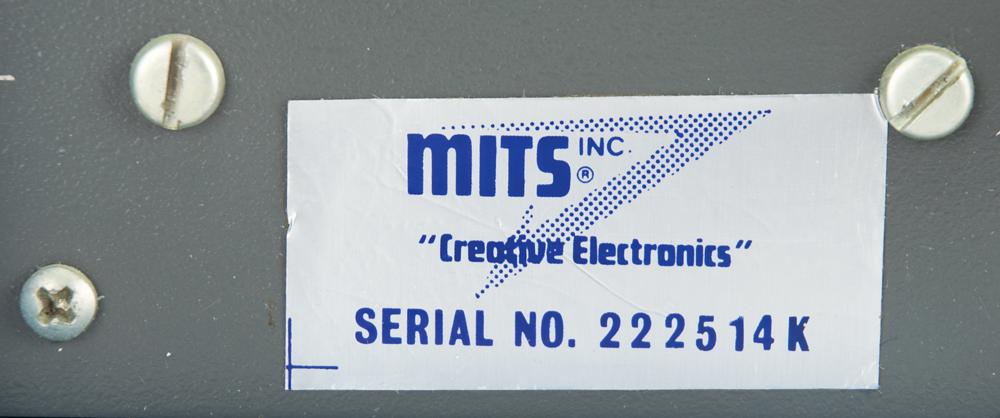 MITS INC.®
"Creative Electronics"
SERIAL NO. 222514K